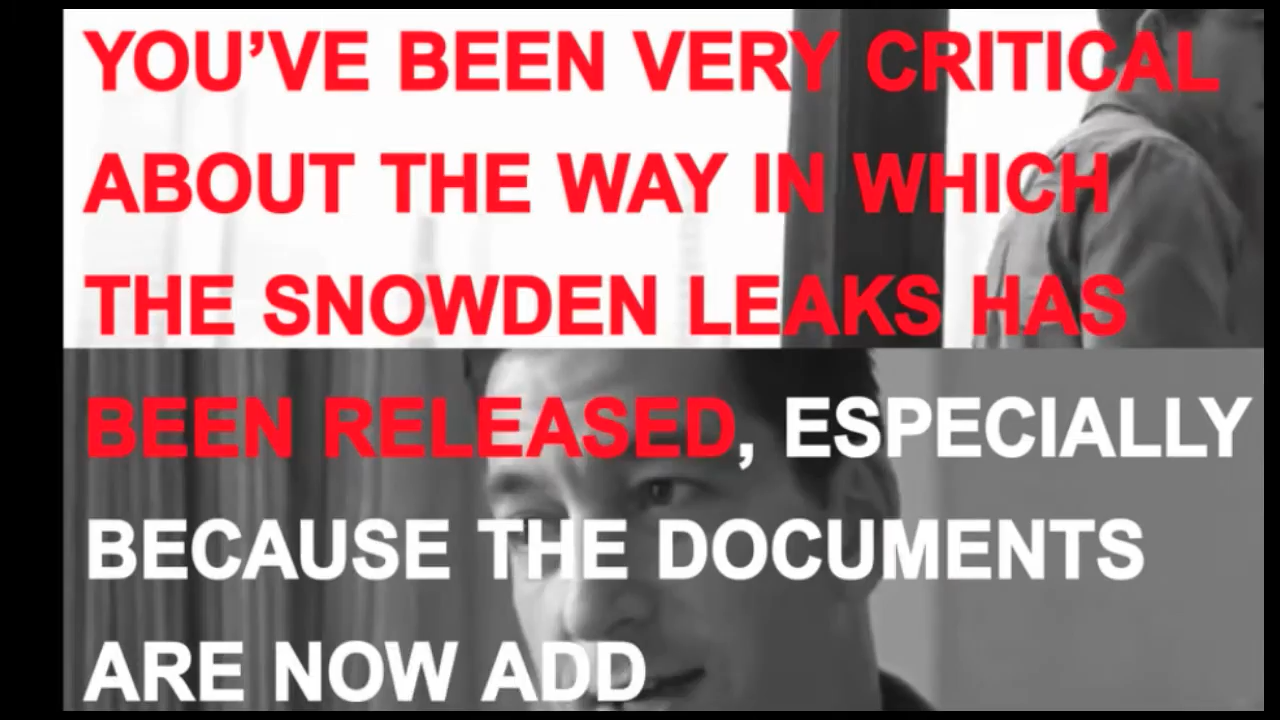 YOU’VE BEEN VERY CRITICAL
ABOUT THE WAY IN WHICH
THE SNOWDEN LEAKS HAS
BEEN RELEASED, ESPECIALLY
BECAUSE THE DOCUMENTS
ARE NOW ADD